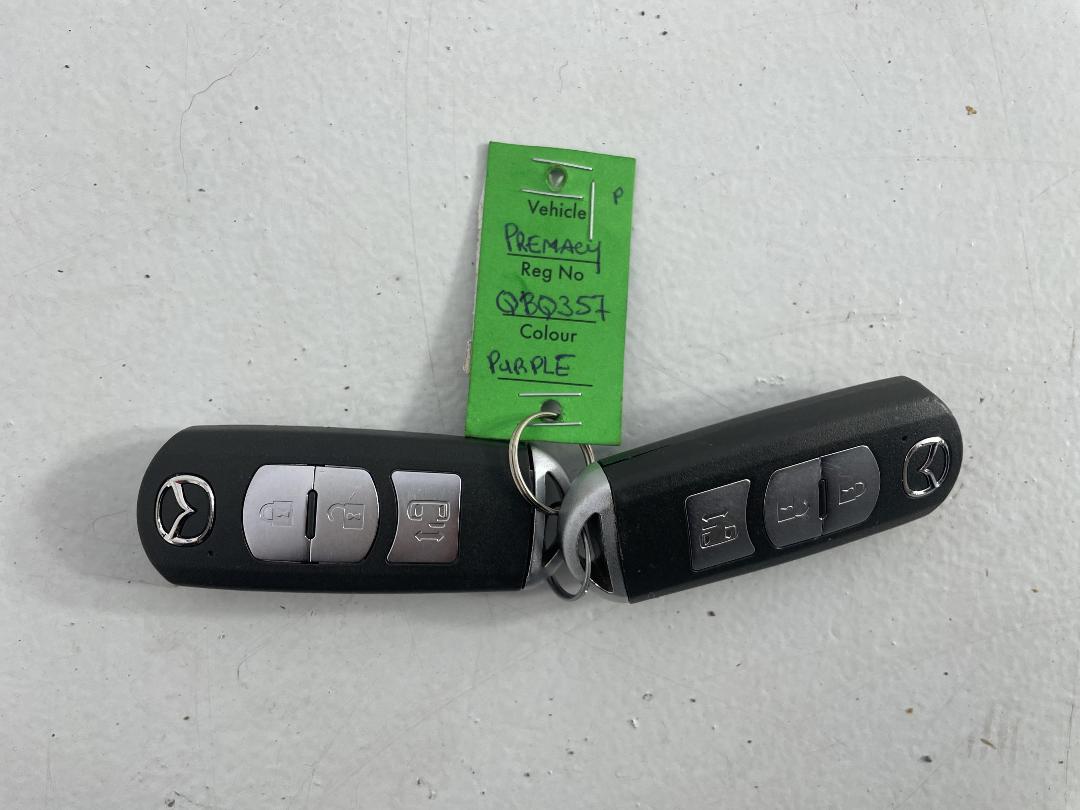 P
Vehicle
PREMACY
Reg No
QBQ357
Colour
PURPLE